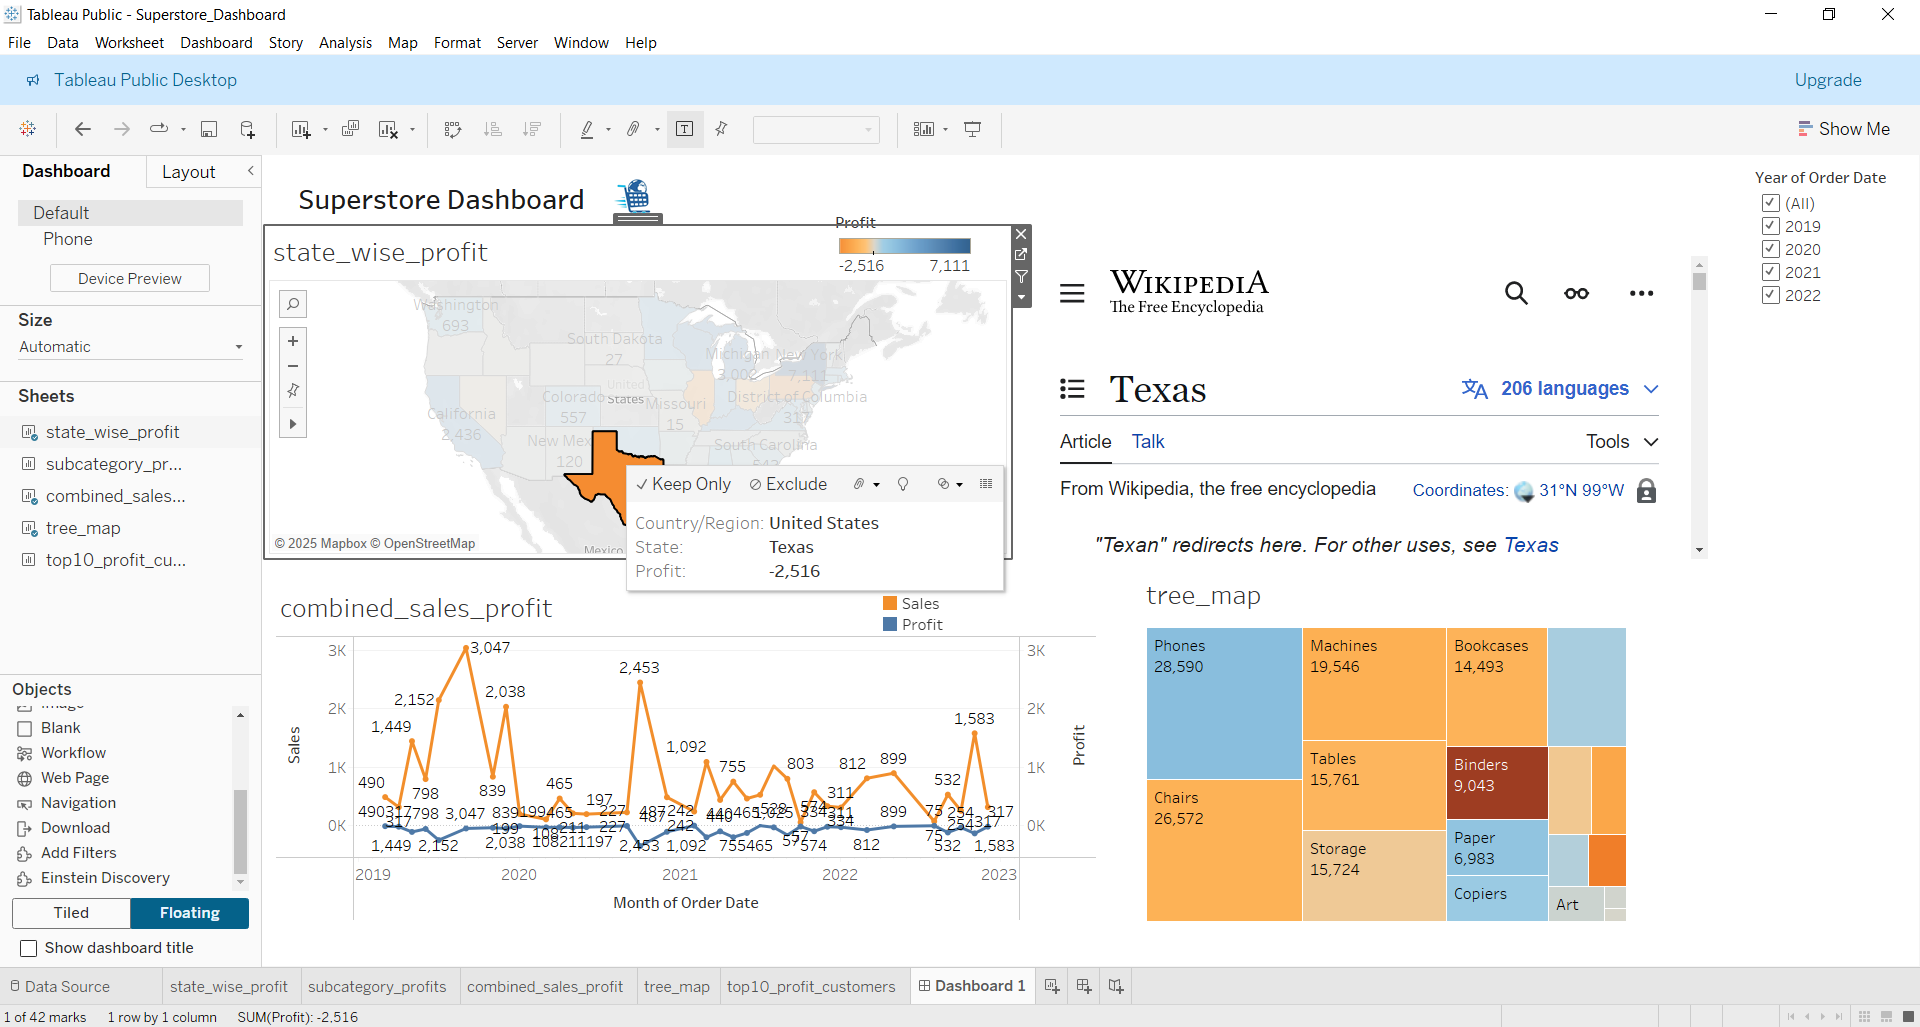 Tableau Public - Superstore_Dashboard
File Data Worksheet Dashboard Story Analysis Map Format Server Window Help
Tableau Public Desktop
Upgrade
Show Me
Dashboard
Layout
Default
Phone
Device Preview
Size
Automatic
Sheets
state_wise_profit
subcategory_pr...
combined_sales...
tree_map
top10_profit_cu...
Objects
Image
Blank
Workflow
Web Page
Navigation
Download
Add Filters
Einstein Discovery
Tiled
Floating
Show dashboard title
Superstore Dashboard
state_wise_profit
Profit
-2,516
7,111
Washington
693
South Dakota
27
Michigan
3,002
New York
7,111
United
States
Colorado
557
Missouri
15
District of Columbia
317
California
2,436
New Mex
120
South Carolina
Mexico
© 2025 Mapbox © OpenStreetMap
Keep Only
Exclude
Country/Region: United States
State: Texas
Profit: -2,516
WIKIPEDIA
The Free Encyclopedia
Texas
206 languages
Article
Talk
Tools
From Wikipedia, the free encyclopedia
Coordinates: 31°N 99°W
"Texan" redirects here. For other uses, see Texas
Year of Order Date
(All)
2019
2020
2021
2022
combined_sales_profit
Sales
Profit
3K
2K
1K
0K
Sales
3,047
2,152
2,038
1,449
839
798
490
465
197
2,453
1,092
755
803
812
899
311
532
1,583
490 317 798 3,047 839 199 465 227 487 242 440 465 1,025 334 311 899 75 254 317
1,449 2,152 2,038 108 211 197 2,453 1,092 755 465 574 812 532 1,583
3K
2K
1K
0K
Profit
2019 2020 2021 2022 2023
Month of Order Date
tree_map
Phones
28,590
Chairs
26,572
Machines
19,546
Tables
15,761
Storage
15,724
Bookcases
14,493
Binders
9,043
Paper
6,983
Copiers
Art
Data Source
state_wise_profit
subcategory_profits
combined_sales_profit
tree_map
top10_profit_customers
Dashboard 1
1 of 42 marks
1 row by 1 column
SUM(Profit): -2,516